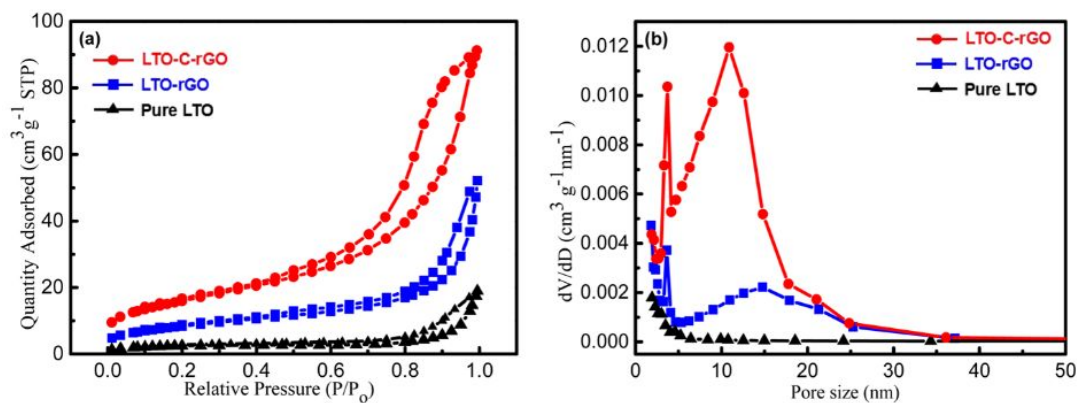 (a)
LTO-C-rGO
LTO-rGO
Pure LTO
Quantity Adsorbed (cm³ g⁻¹ STP)
100
80
60
40
20
0
0.0 0.2 0.4 0.6 0.8 1.0
Relative Pressure (P/Pₒ)
(b)
LTO-C-rGO
LTO-rGO
Pure LTO
dV/dD (cm³ g⁻¹nm⁻¹)
0.012
0.010
0.008
0.006
0.004
0.002
0.000
0 10 20 30 40 50
Pore size (nm)